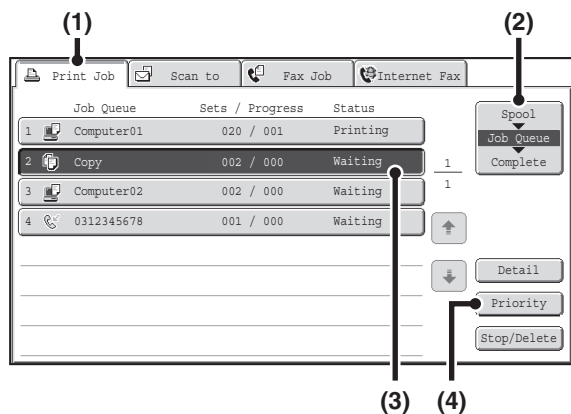 (1) (2)
Print Job Scan to Fax Job Internet Fax
Job Queue Sets / Progress Status
Spool
Job Queue
Complete
1 Computer01 020 / 001 Printing
2 Copy 002 / 000 Waiting
3 Computer02 002 / 000 Waiting
4 0312345678 001 / 000 Waiting
1
1
Detail
Priority
Stop/Delete
(3) (4)